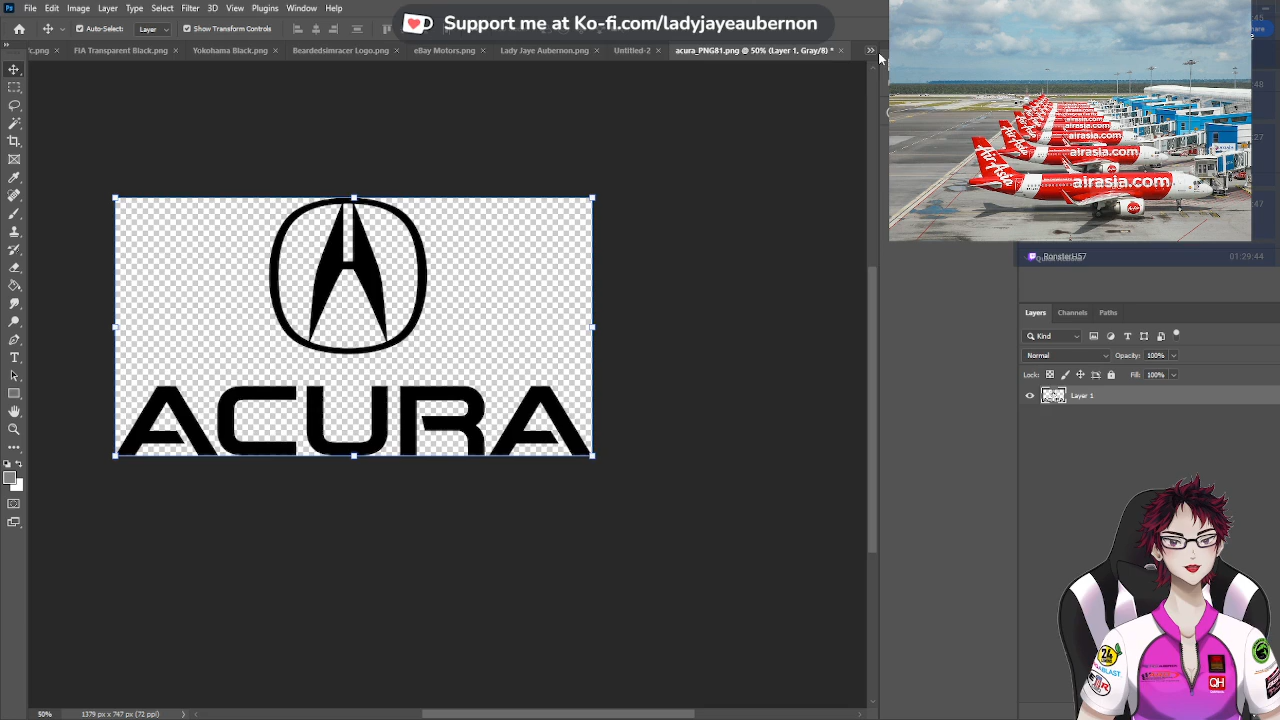 File Edit Image Layer Type Select Filter 3D View Plugins Window Help
Support me at Ko-fi.com/ladyjayeaubernon
Auto-Select: Layer Show Transform Controls
FIA Transparent Black.png × Yokohama Black.png × Beardedsimracer Logo.png × eBay Motors.png × Lady Jaye Aubernon.png × Untitled-2 × acura_PNG81.png @ 50% (Layer 1, Gray/8) * ×
airasia.com
airasia.com
airasia.com
AirAsia
RonsterH57 01:29:44
Layers Channels Paths
Kind
Normal Opacity: 100%
Lock: Fill: 100%
Layer 1
ACURA
24
QH
50% 1379 px x 747 px (72 ppi)